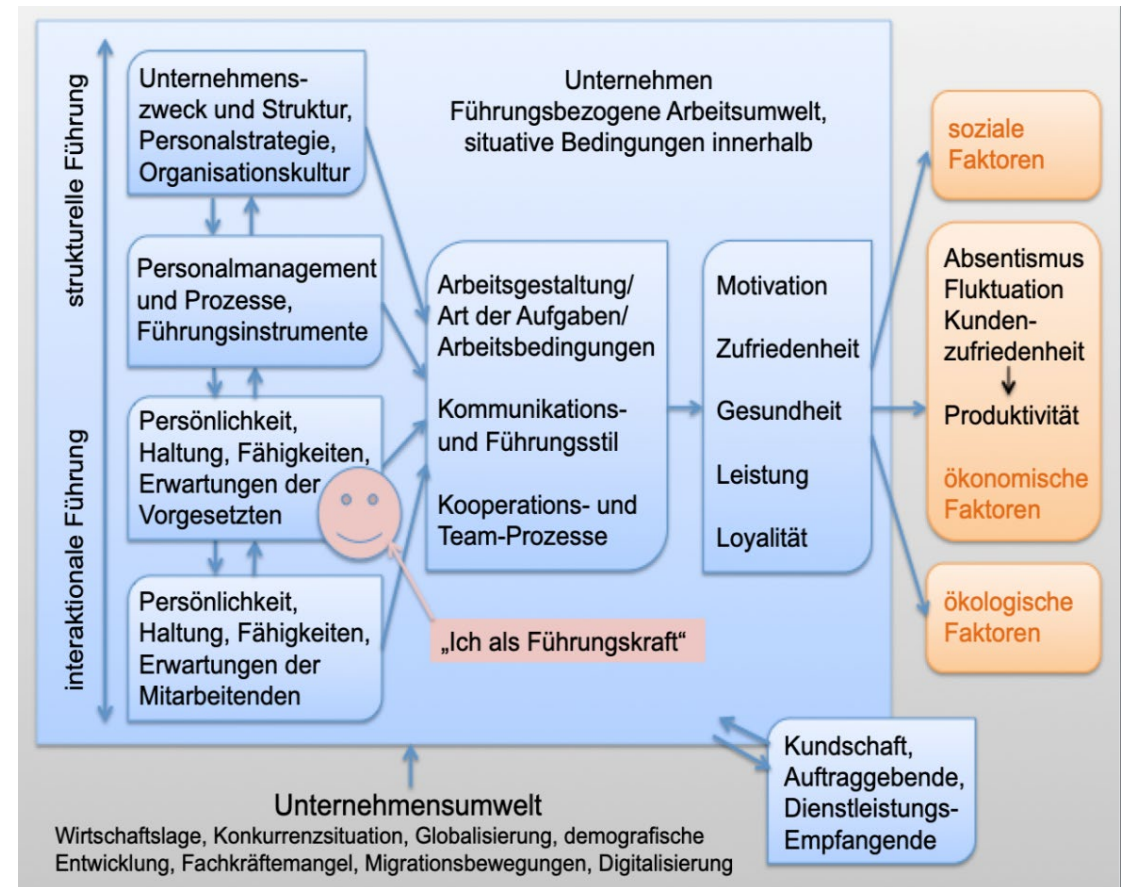 strukturelle Führung
interaktionale Führung
Unternehmens-
zweck und Struktur,
Personalstrategie,
Organisationskultur
Personalmanagement
und Prozesse,
Führungsinstrumente
Persönlichkeit,
Haltung, Fähigkeiten,
Erwartungen der
Vorgesetzten
Persönlichkeit,
Haltung, Fähigkeiten,
Erwartungen der
Mitarbeitenden
Unternehmen
Führungsbezogene Arbeitsumwelt,
situative Bedingungen innerhalb
Arbeitsgestaltung/
Art der Aufgaben/
Arbeitsbedingungen
Kommunikations-
und Führungsstil
Kooperations- und
Team-Prozesse
„Ich als Führungskraft“
Motivation
Zufriedenheit
Gesundheit
Leistung
Loyalität
soziale
Faktoren
Absentismus
Fluktuation
Kunden-
zufriedenheit
Produktivität
ökonomische
Faktoren
ökologische
Faktoren
Kundschaft,
Auftraggebende,
Dienstleistungs-
Empfangende
Unternehmensumwelt
Wirtschaftslage, Konkurrenzsituation, Globalisierung, demografische
Entwicklung, Fachkräftemangel, Migrationsbewegungen, Digitalisierung